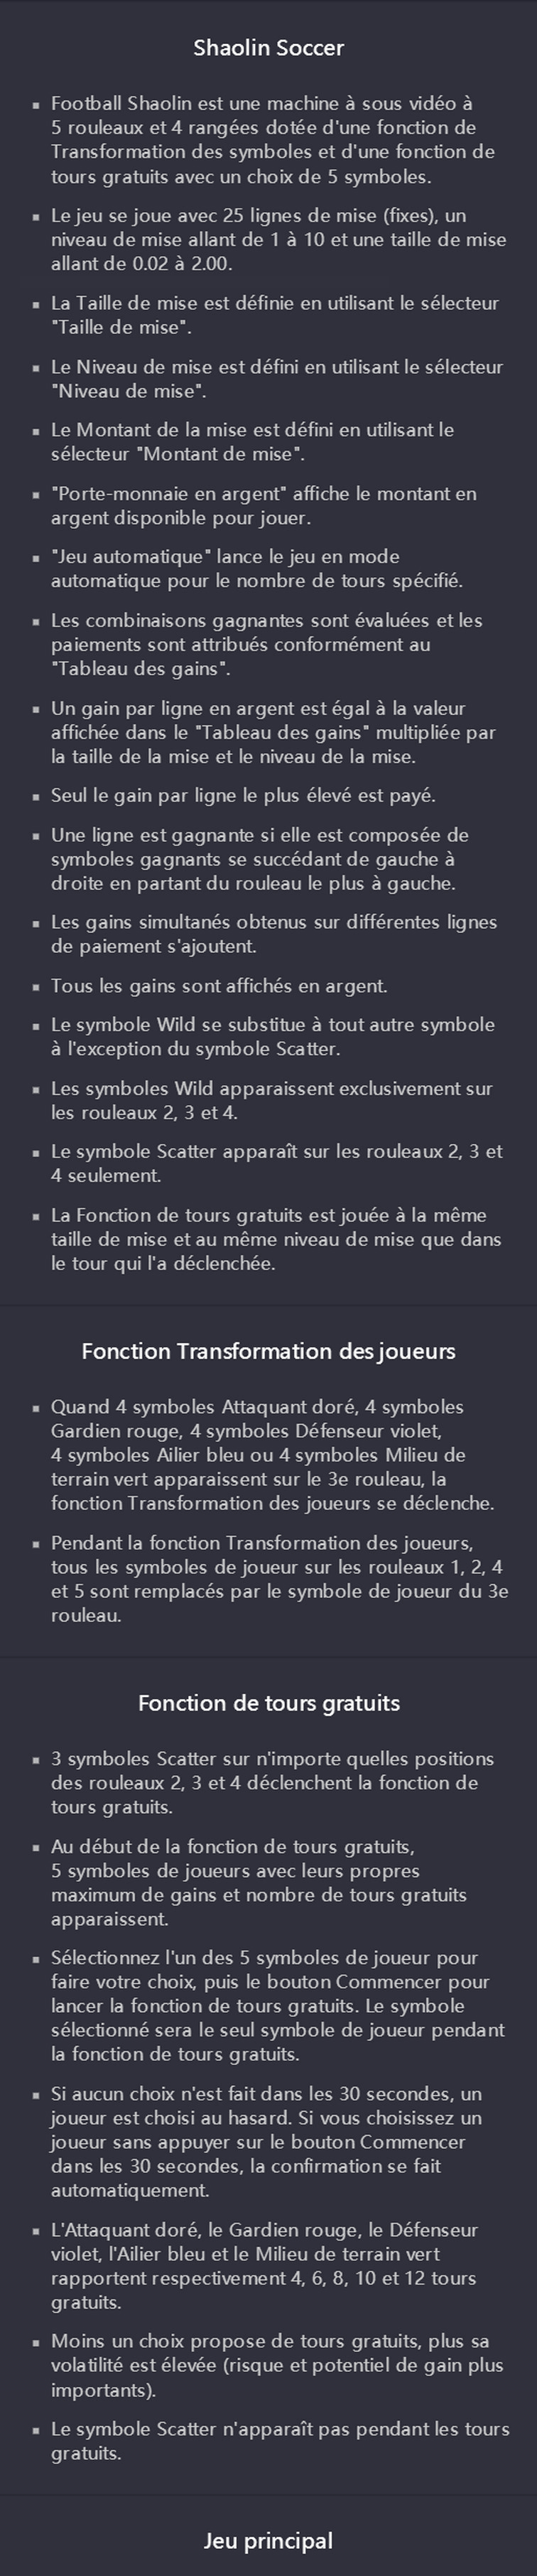 Shaolin Soccer
▪ Football Shaolin est une machine à sous vidéo à
5 rouleaux et 4 rangées dotée d'une fonction de
Transformation des symboles et d'une fonction de
tours gratuits avec un choix de 5 symboles.
▪ Le jeu se joue avec 25 lignes de mise (fixes), un
niveau de mise allant de 1 à 10 et une taille de mise
allant de 0.02 à 2.00.
▪ La Taille de mise est définie en utilisant le sélecteur
"Taille de mise".
▪ Le Niveau de mise est défini en utilisant le sélecteur
"Niveau de mise".
▪ Le Montant de la mise est défini en utilisant le
sélecteur "Montant de mise".
▪ "Porte-monnaie en argent" affiche le montant en
argent disponible pour jouer.
▪ "Jeu automatique" lance le jeu en mode
automatique pour le nombre de tours spécifié.
▪ Les combinaisons gagnantes sont évaluées et les
paiements sont attribués conformément au
"Tableau des gains".
▪ Un gain par ligne en argent est égal à la valeur
affichée dans le "Tableau des gains" multipliée par
la taille de la mise et le niveau de la mise.
▪ Seul le gain par ligne le plus élevé est payé.
▪ Une ligne est gagnante si elle est composée de
symboles gagnants se succédant de gauche à
droite en partant du rouleau le plus à gauche.
▪ Les gains simultanés obtenus sur différentes lignes
de paiement s'ajoutent.
▪ Tous les gains sont affichés en argent.
▪ Le symbole Wild se substitue à tout autre symbole
à l'exception du symbole Scatter.
▪ Les symboles Wild apparaissent exclusivement sur
les rouleaux 2, 3 et 4.
▪ Le symbole Scatter apparaît sur les rouleaux 2, 3 et
4 seulement.
▪ La Fonction de tours gratuits est jouée à la même
taille de mise et au même niveau de mise que dans
le tour qui l'a déclenchée.
Fonction Transformation des joueurs
▪ Quand 4 symboles Attaquant doré, 4 symboles
Gardien rouge, 4 symboles Défenseur violet,
4 symboles Ailier bleu ou 4 symboles Milieu de
terrain vert apparaissent sur le 3e rouleau, la
fonction Transformation des joueurs se déclenche.
▪ Pendant la fonction Transformation des joueurs,
tous les symboles de joueur sur les rouleaux 1, 2, 4
et 5 sont remplacés par le symbole de joueur du 3e
rouleau.
Fonction de tours gratuits
▪ 3 symboles Scatter sur n'importe quelles positions
des rouleaux 2, 3 et 4 déclenchent la fonction de
tours gratuits.
▪ Au début de la fonction de tours gratuits,
5 symboles de joueurs avec leurs propres
maximum de gains et nombre de tours gratuits
apparaissent.
▪ Sélectionnez l'un des 5 symboles de joueur pour
faire votre choix, puis le bouton Commencer pour
lancer la fonction de tours gratuits. Le symbole
sélectionné sera le seul symbole de joueur pendant
la fonction de tours gratuits.
▪ Si aucun choix n'est fait dans les 30 secondes, un
joueur est choisi au hasard. Si vous choisissez un
joueur sans appuyer sur le bouton Commencer
dans les 30 secondes, la confirmation se fait
automatiquement.
▪ L'Attaquant doré, le Gardien rouge, le Défenseur
violet, l'Ailier bleu et le Milieu de terrain vert
rapportent respectivement 4, 6, 8, 10 et 12 tours
gratuits.
▪ Moins un choix propose de tours gratuits, plus sa
volatilité est élevée (risque et potentiel de gain plus
importants).
▪ Le symbole Scatter n'apparaît pas pendant les tours
gratuits.
Jeu principal